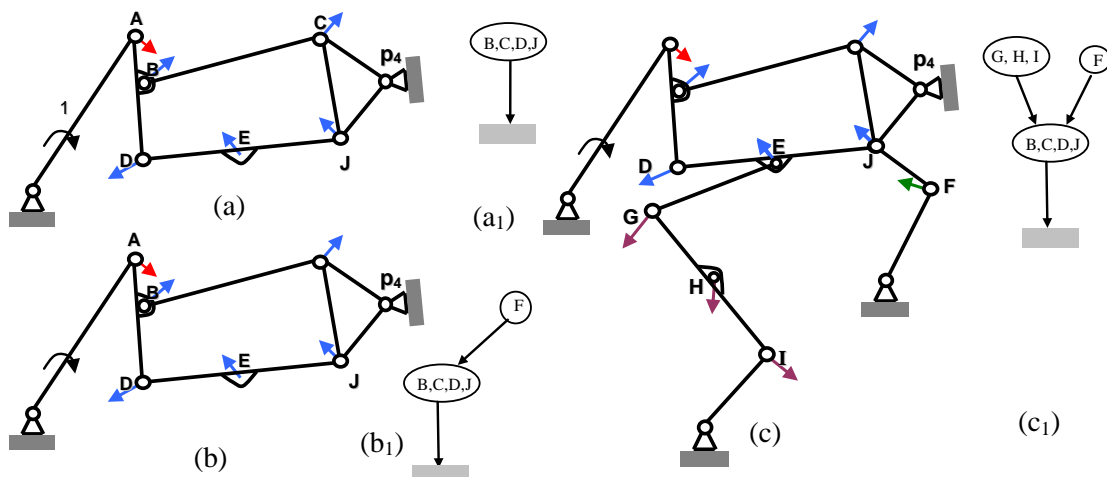 A
C
p4
B
1
E
D
J
(a)
B,C,D,J
(a1)
A
p4
B
E
D
J
(b)
F
B,C,D,J
(b1)
p4
E
D
J
F
G
H
I
(c)
G, H, I
F
B,C,D,J
(c1)